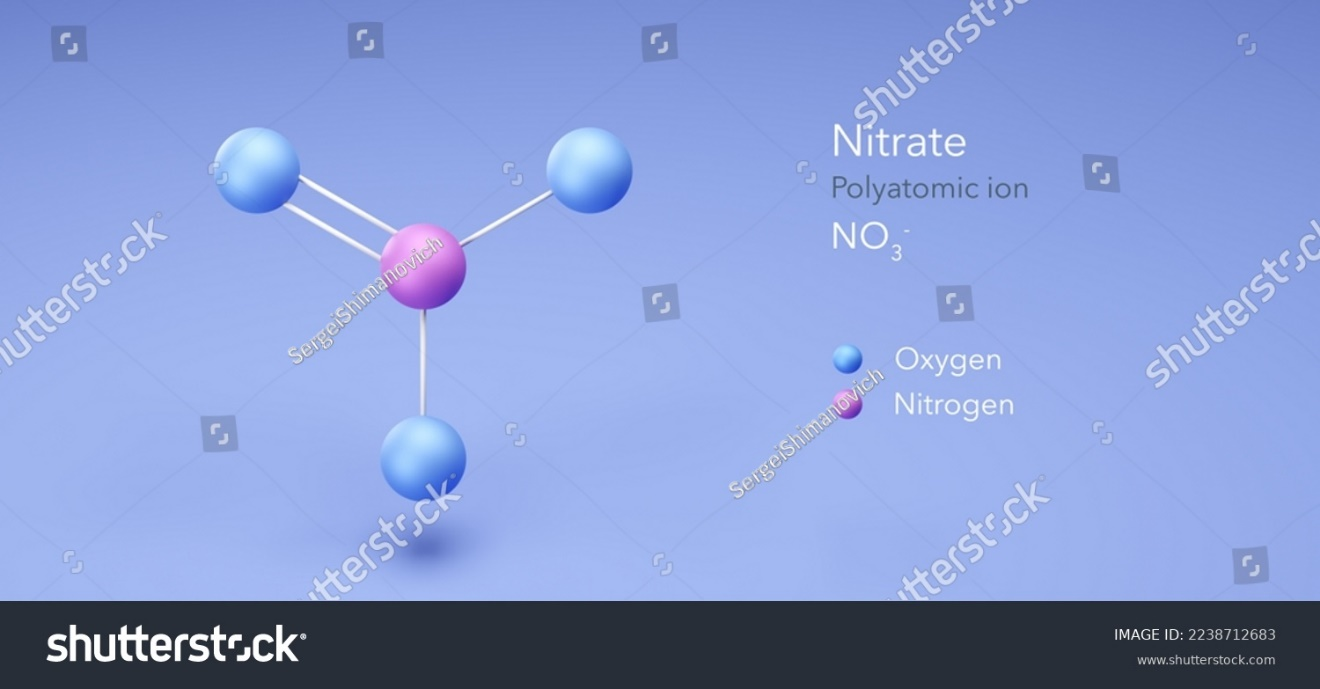 shutterstock
Nitrate
Polyatomic ion
NO₃⁻
shutterstock
SergeiShimanovich
shutterstock
Oxygen
Nitrogen
SergeiShimanovich
shutterstock
shutterstock
shutterstock
IMAGE ID: 2238712683
www.shutterstock.com